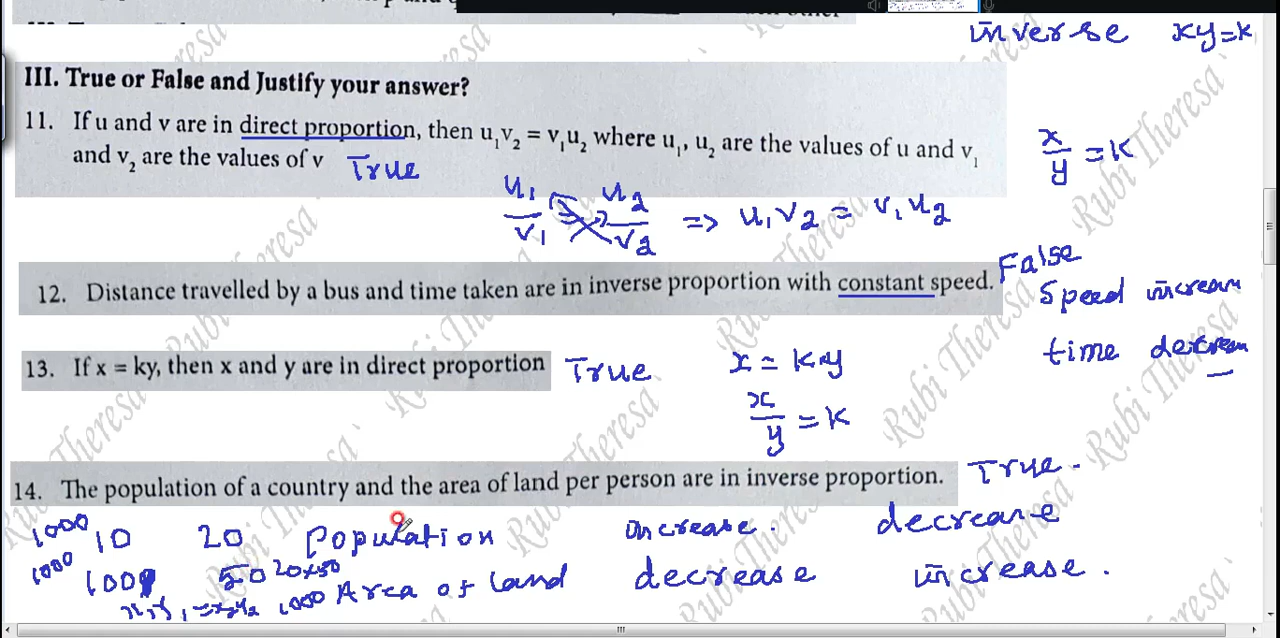 inverse xy=k
III. True or False and Justify your answer?
11. If u and v are in direct proportion, then u₁v₂ = v₁u₂ where u₁, u₂ are the values of u and v₁
and v₂ are the values of v True
x/y = K
u₁/v₁ = u₂/v₂ => u₁v₂ = v₁u₂
12. Distance travelled by a bus and time taken are in inverse proportion with constant speed. False
Speed increase
time decrease
13. If x = ky, then x and y are in direct proportion True x = ky
x/y = K
14. The population of a country and the area of land per person are in inverse proportion. True.
1000 10 20 Population increase. decrease
1000 100 50 20x50 Area of land decrease increase.
1000
Rubi Theresa